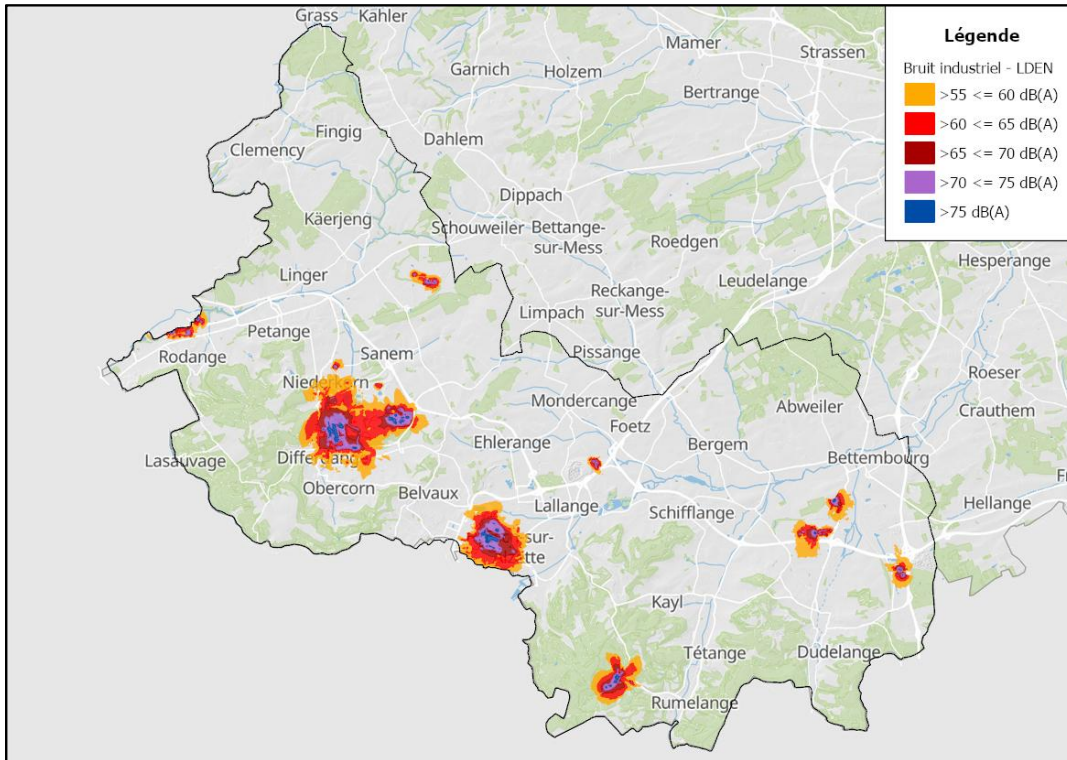 Légende
Bruit industriel - LDEN
>55 <= 60 dB(A)
>60 <= 65 dB(A)
>65 <= 70 dB(A)
>70 <= 75 dB(A)
>75 dB(A)
Grass
Kahler
Mamer
Strassen
Garnich
Holzem
Bertrange
Fingig
Dahlem
Clemency
Dippach
Käerjeng
Schouweiler
Bettange-
sur-Mess
Roedgen
Hesperange
Linger
Leudelange
Reckange-
sur-Mess
Limpach
Petange
Rodange
Sanem
Pissange
Roeser
Niederkorn
Mondercange
Abweiler
Crauthem
Foetz
Ehlerange
Bergem
Lasauvage
Bettembourg
Obercorn
Belvaux
Lallange
Schifflange
Hellange
Kayl
Tétange
Dudelange
Rumelange